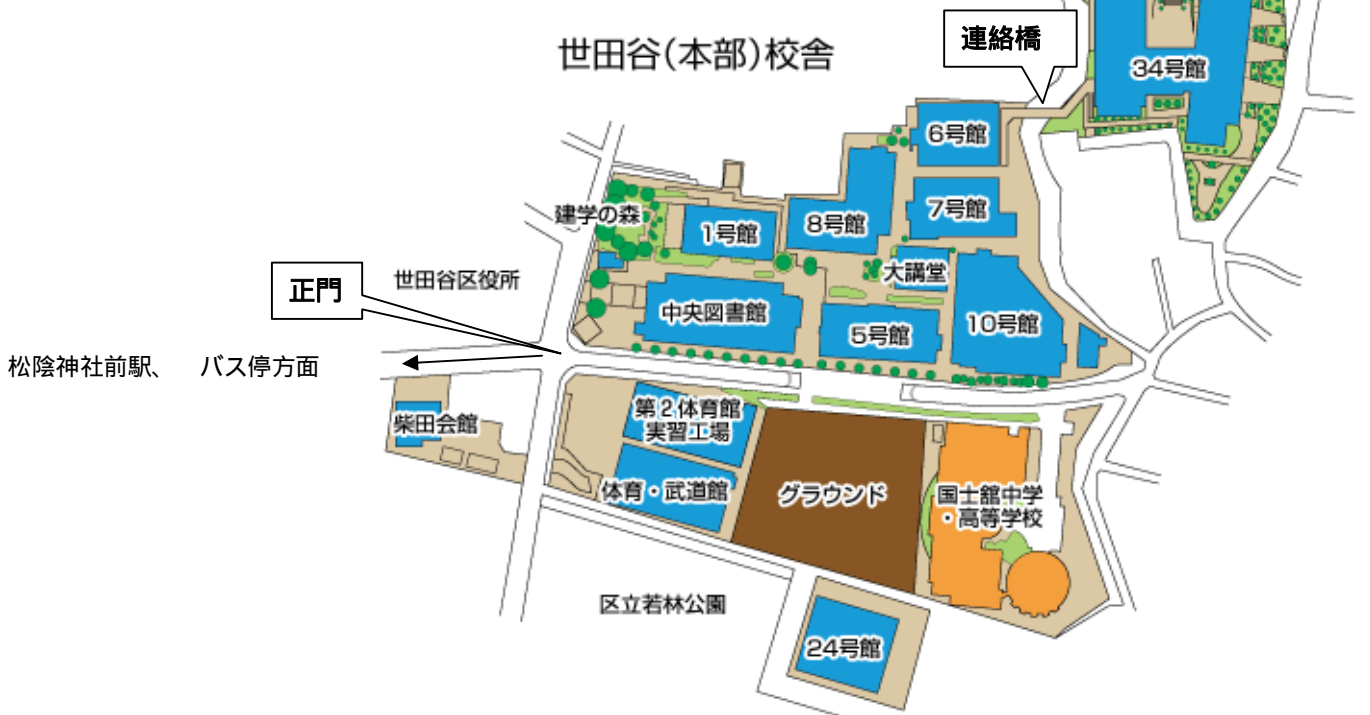 世田谷(本部)校舎
連絡橋
34号館
6号館
7号館
建学の森
1号館
8号館
大講堂
世田谷区役所
正門
中央図書館
5号館
10号館
松陰神社前駅、 バス停方面
柴田会館
第2体育館
実習工場
体育・武道館
グラウンド
国士舘中学
・高等学校
区立若林公園
24号館